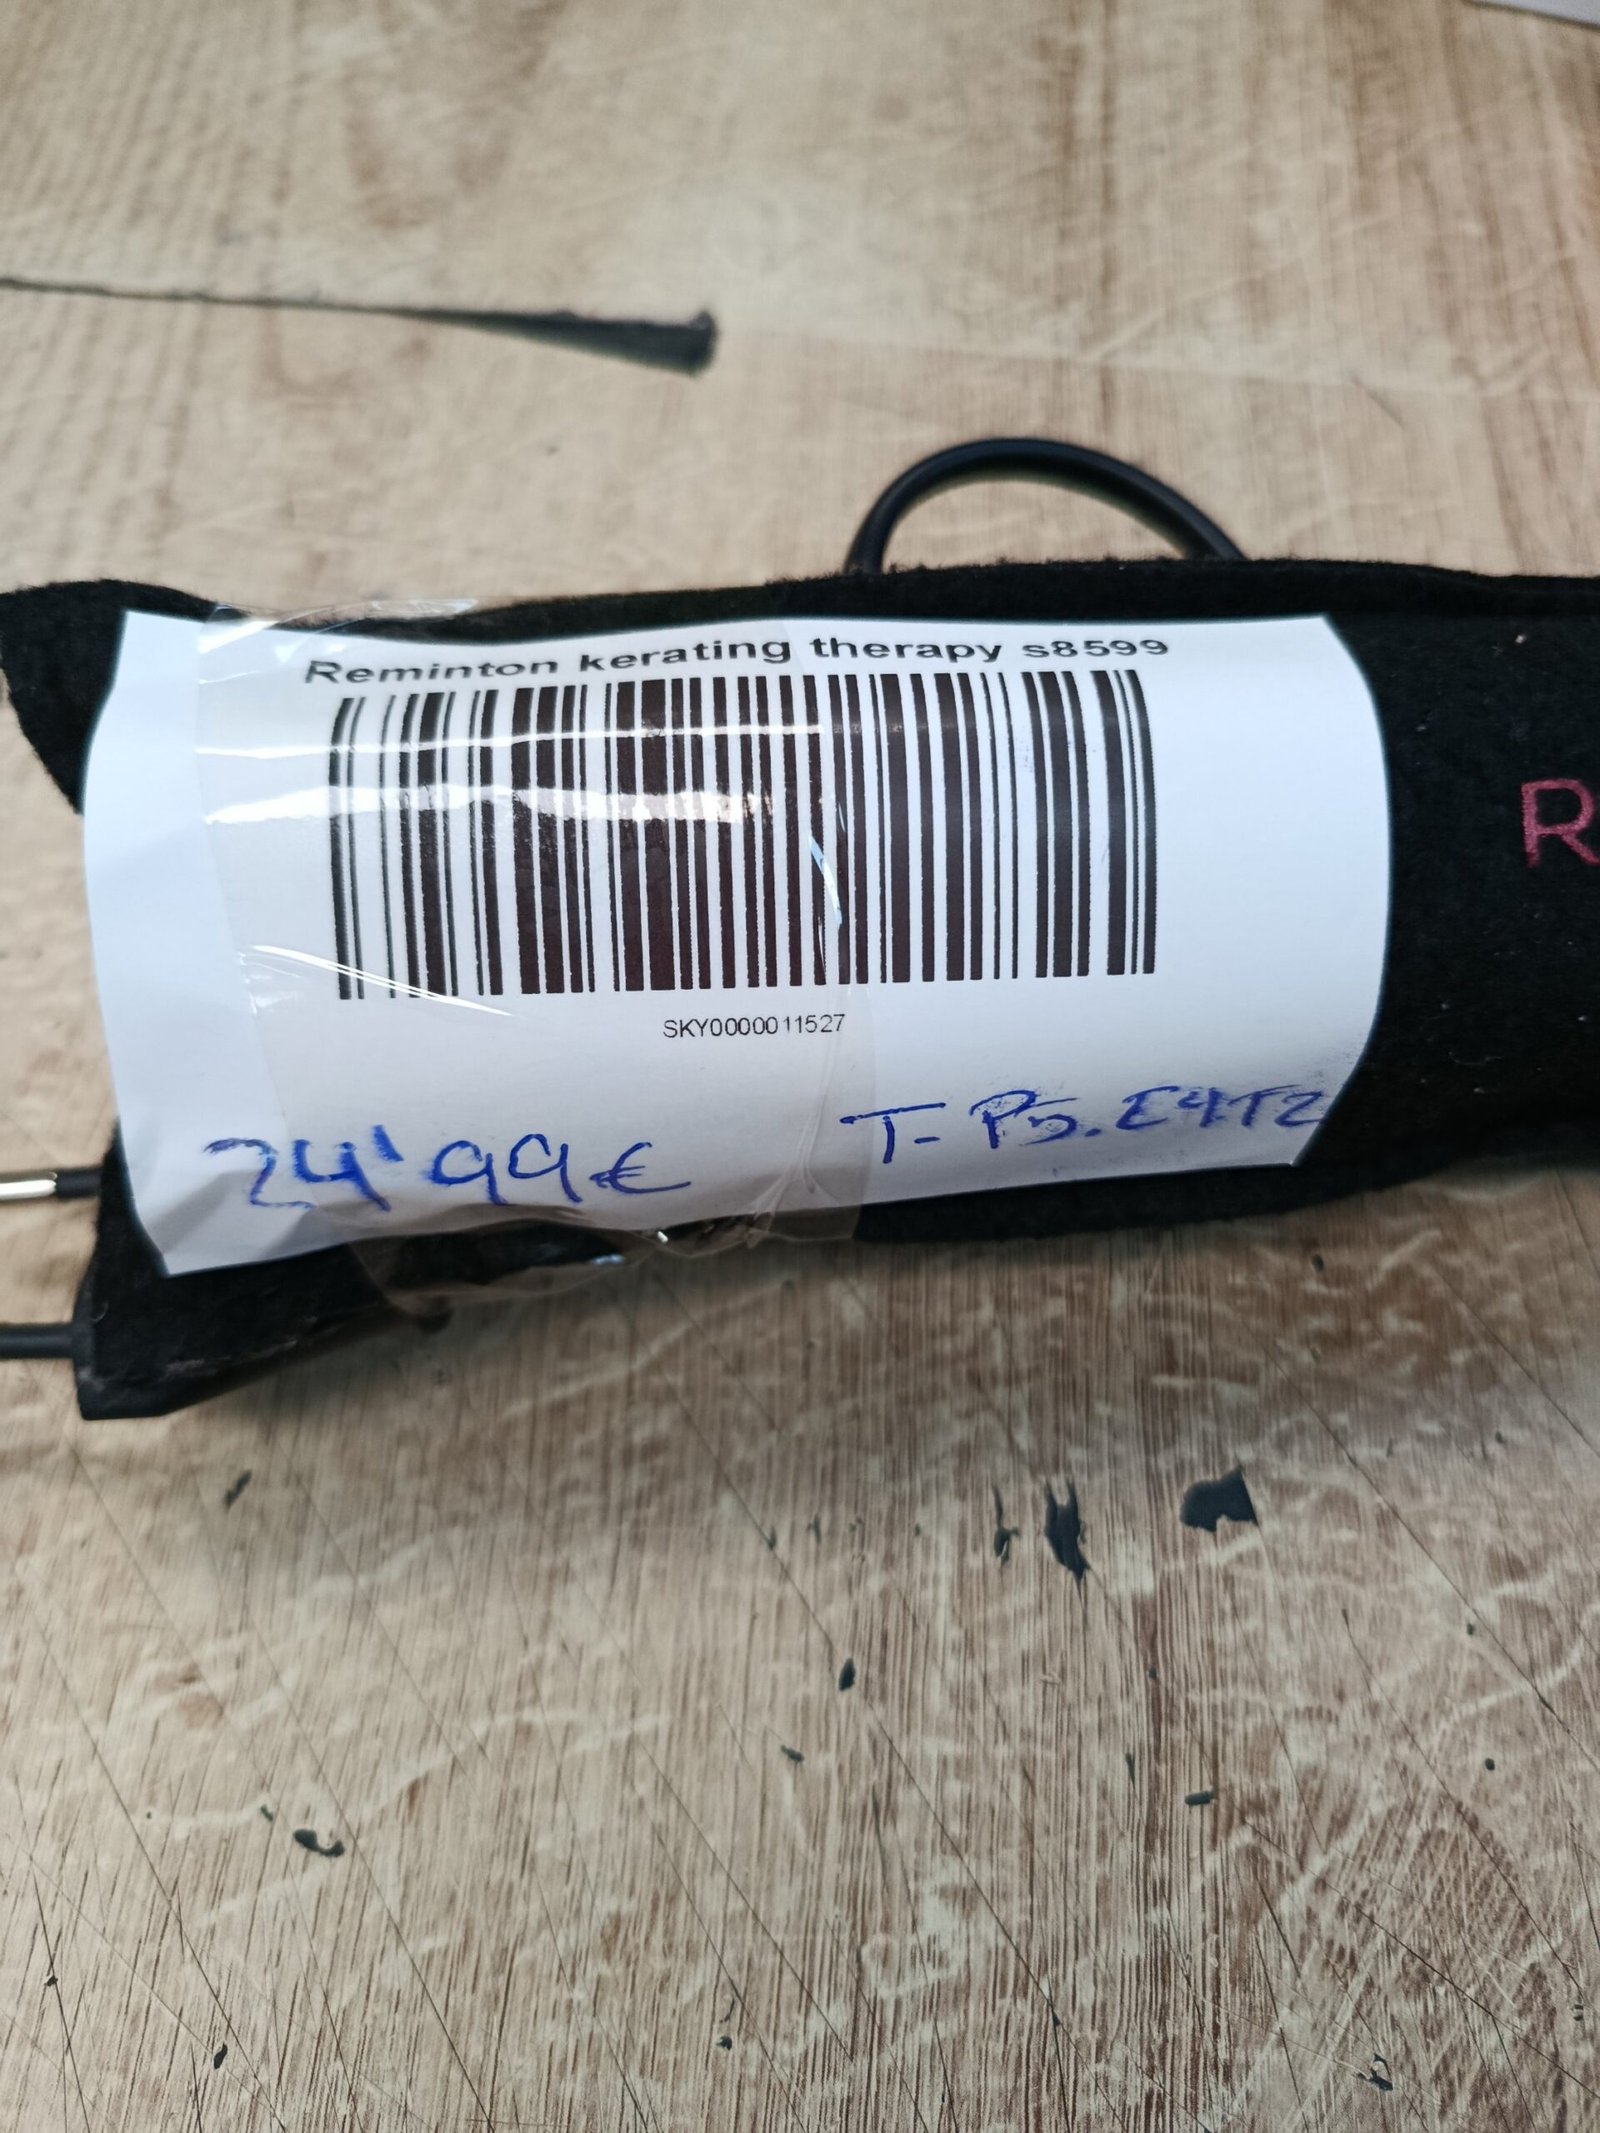 Reminton kerating therapy s8599
SKY0000011527
24'99€
T- P5. E4T2
R